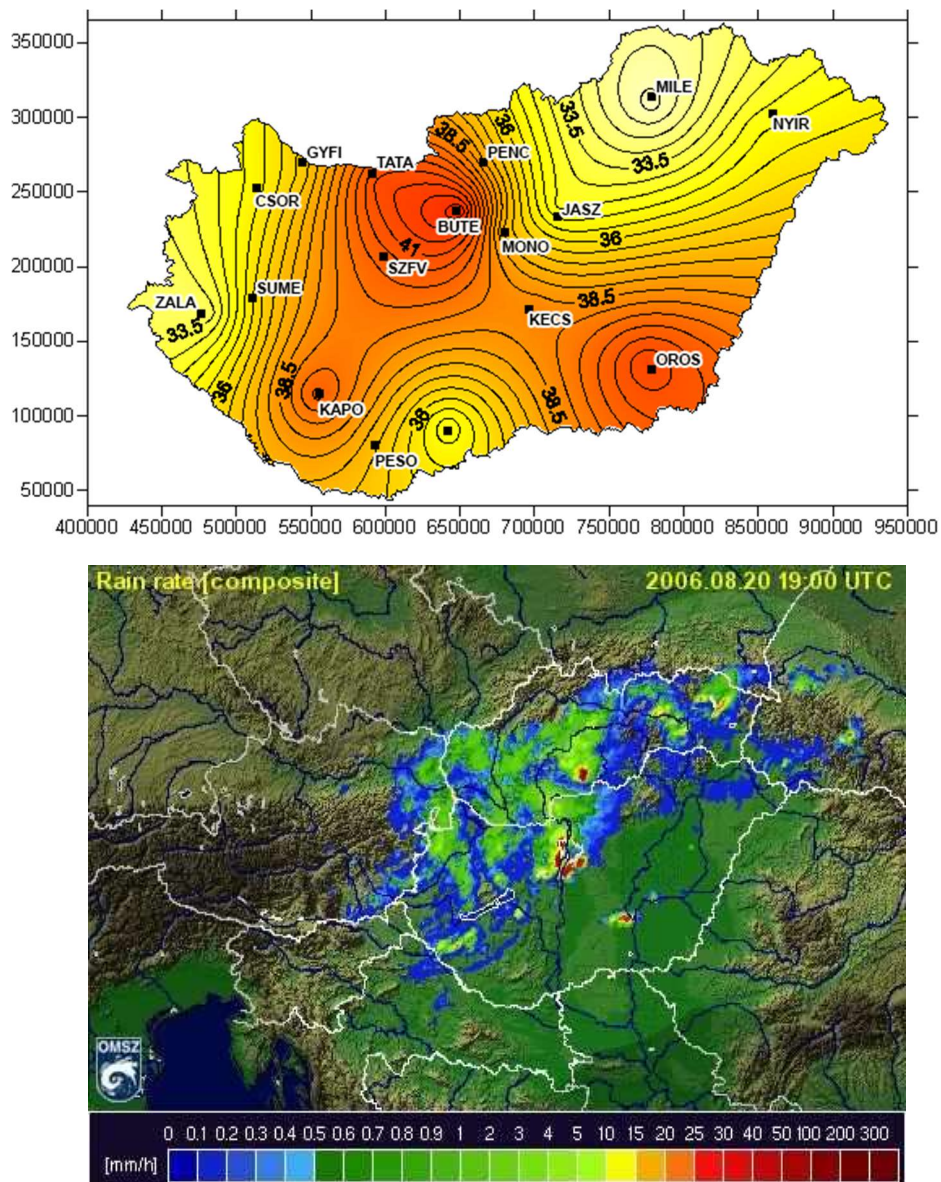 350000
300000
250000
200000
150000
100000
50000
400000 450000 500000 550000 600000 650000 700000 750000 800000 850000 900000 950000
MILE
38.5
36
33.5
NYIR
GYFI
TATA
PENC
33.5
CSOR
JASZ
BUTE
36
41
MONO
SZFV
SUME
38.5
ZALA
33.5
KECS
OROS
38.5
36
KAPO
38.5
36
PESO
Rain rate [composite] 2006.08.20 19:00 UTC
OMSZ
0 0.1 0.2 0.3 0.4 0.5 0.6 0.7 0.8 0.9 1 2 3 4 5 10 15 20 25 30 40 50 100 200 300
[mm/h]